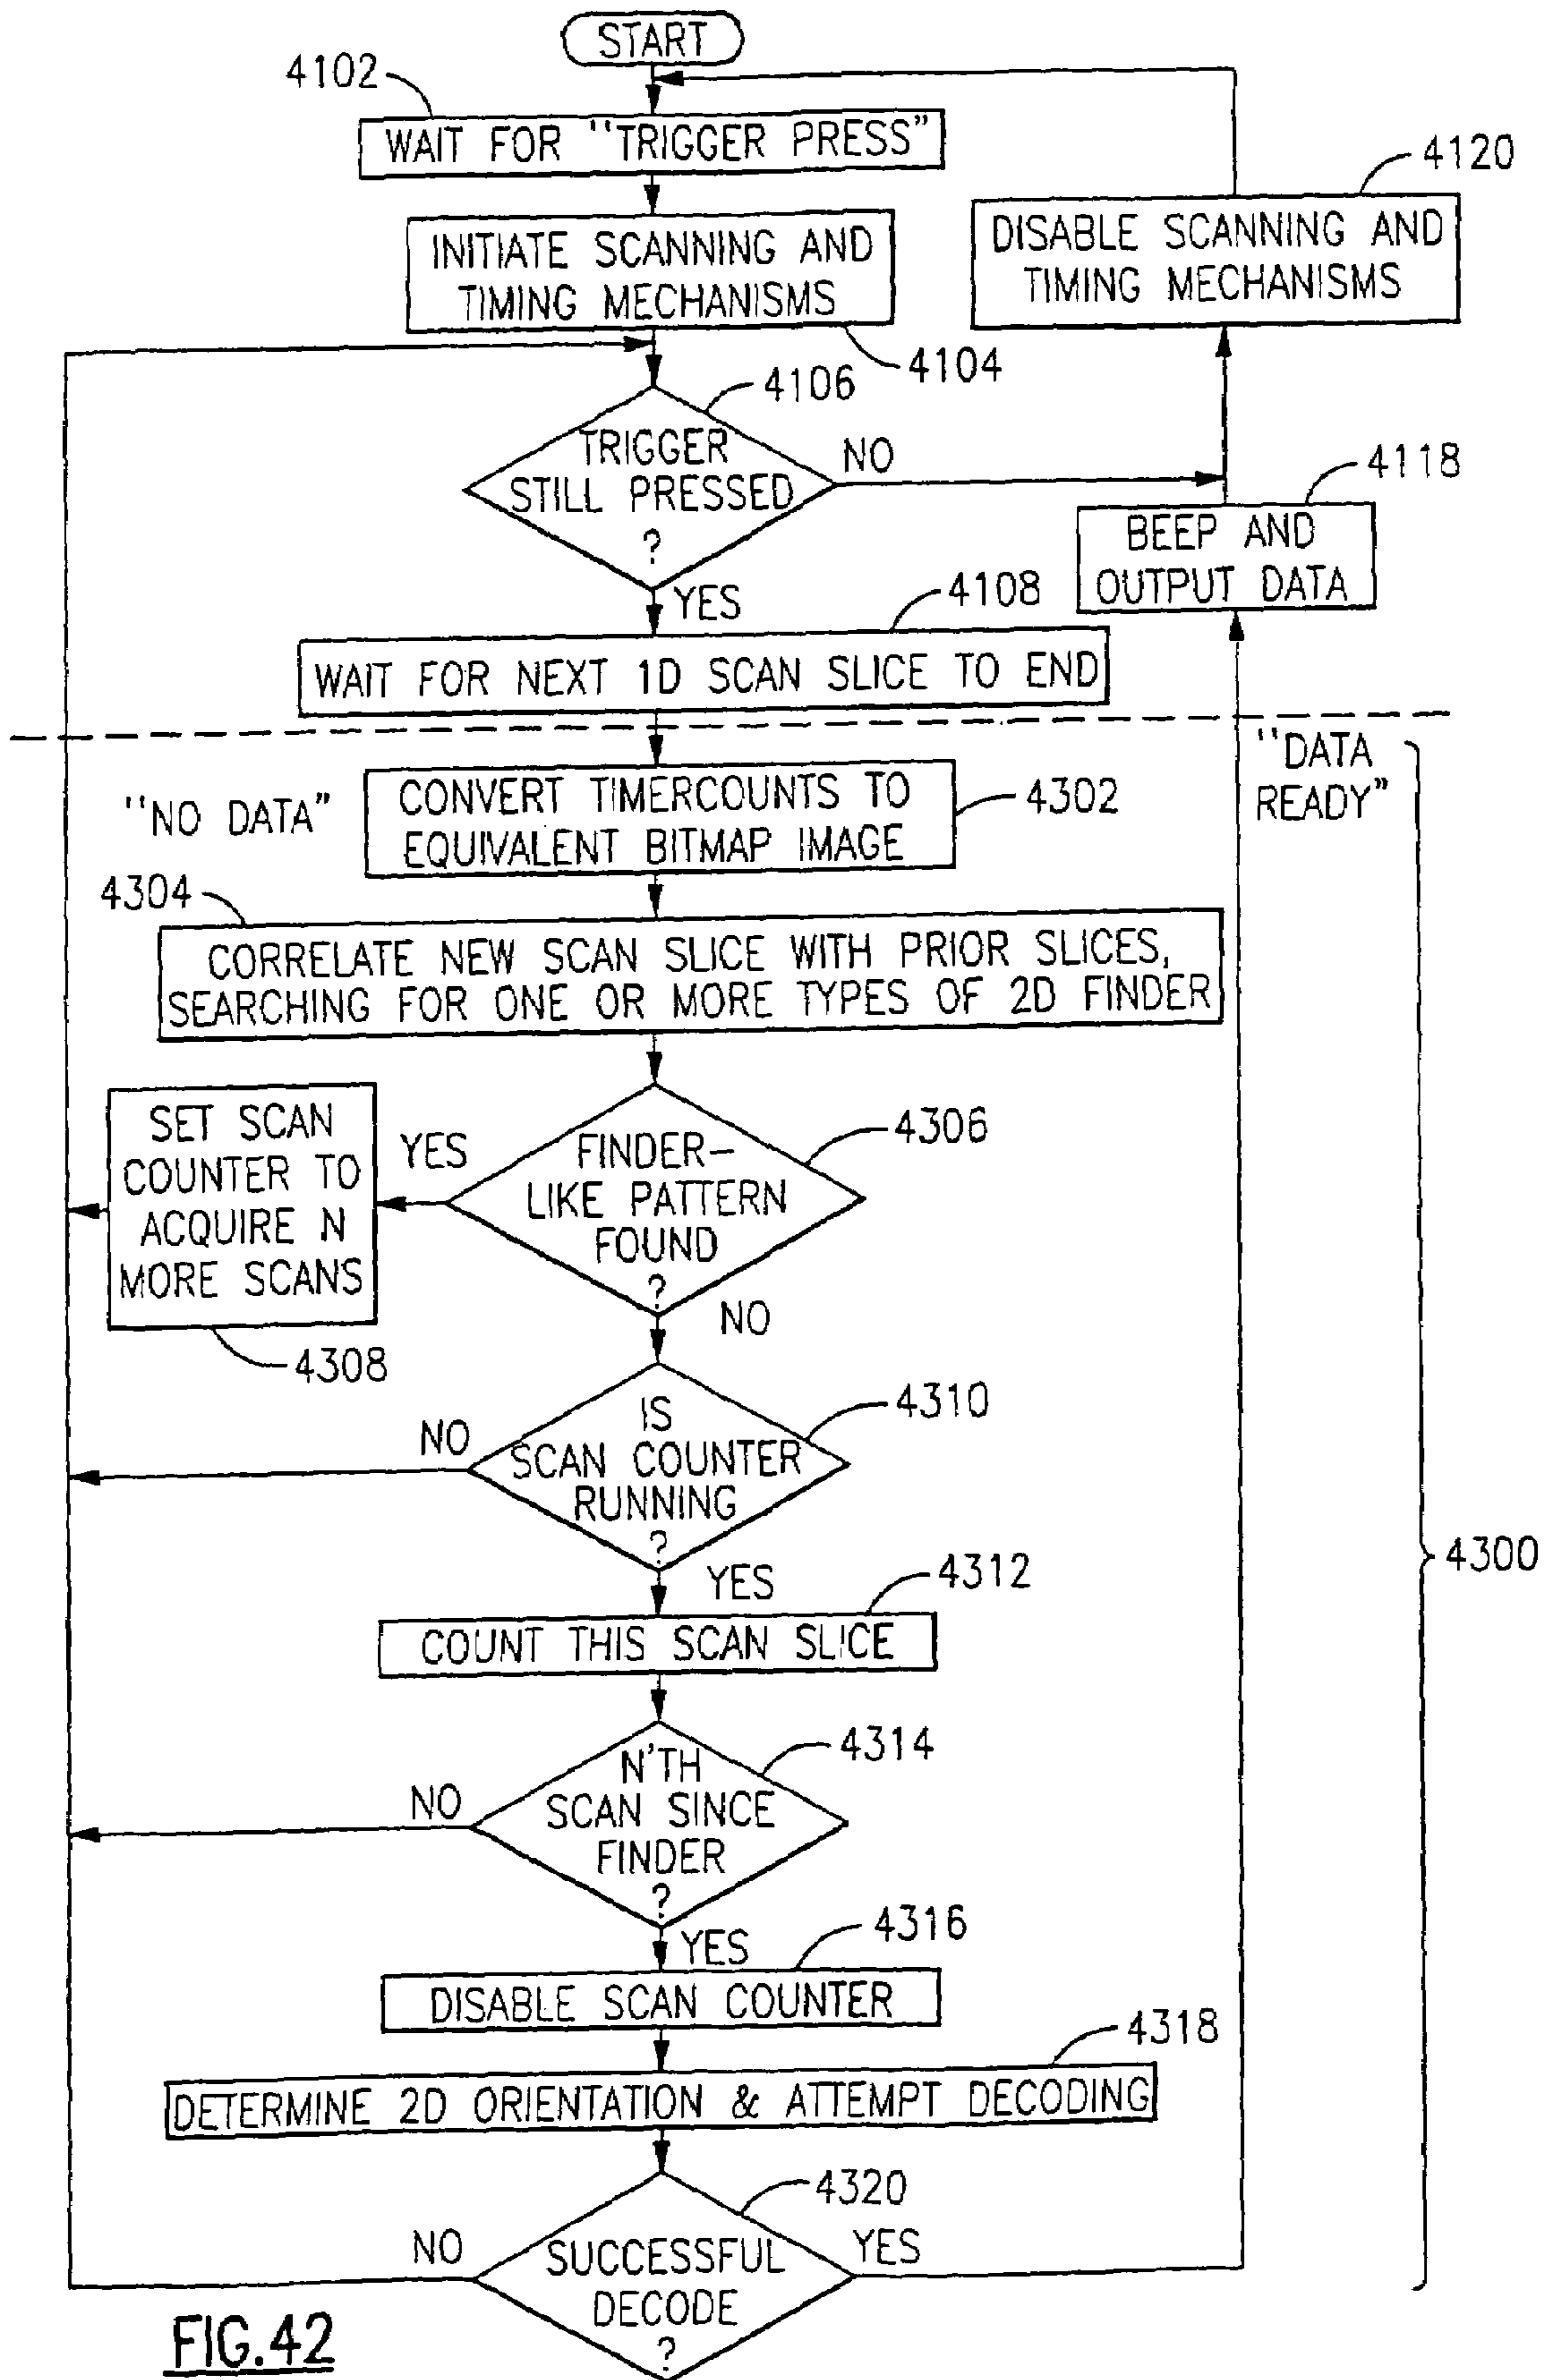 START
4102
WAIT FOR "TRIGGER PRESS"
4120
INITIATE SCANNING AND
TIMING MECHANISMS
DISABLE SCANNING AND
TIMING MECHANISMS
4104
4106
TRIGGER
STILL PRESSED
?
NO
4118
BEEP AND
OUTPUT DATA
YES
4108
WAIT FOR NEXT 1D SCAN SLICE TO END
"NO DATA"
CONVERT TIMERCOUNTS TO
EQUIVALENT BITMAP IMAGE
4302
"DATA
READY"
4304
CORRELATE NEW SCAN SLICE WITH PRIOR SLICES,
SEARCHING FOR ONE OR MORE TYPES OF 2D FINDER
SET SCAN
COUNTER TO
ACQUIRE N
MORE SCANS
YES
FINDER-
LIKE PATTERN
FOUND
?
4306
NO
4308
IS
SCAN COUNTER
RUNNING
?
4310
NO
4300
YES
4312
COUNT THIS SCAN SLICE
N'TH
SCAN SINCE
FINDER
?
4314
NO
YES
4316
DISABLE SCAN COUNTER
4318
DETERMINE 2D ORIENTATION & ATTEMPT DECODING
4320
NO
SUCCESSFUL
DECODE
?
YES
FIG.42